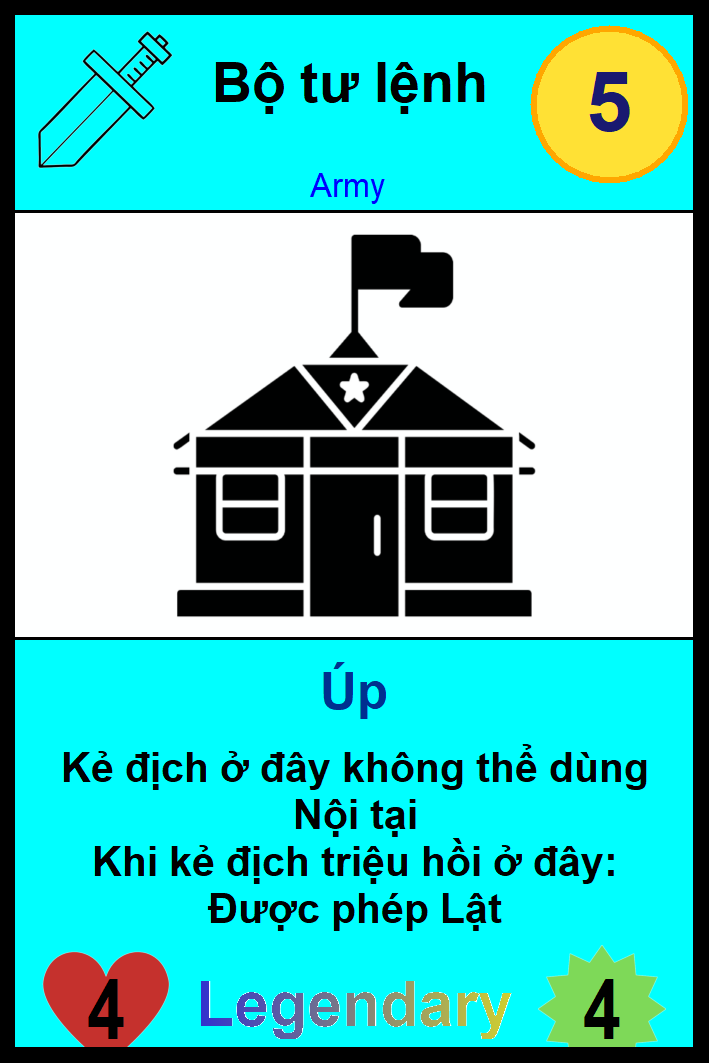 Bộ tư lệnh
5
Army
Úp
Kẻ địch ở đây không thể dùng
Nội tại
Khi kẻ địch triệu hồi ở đây:
Được phép Lật
4
Legendary
4